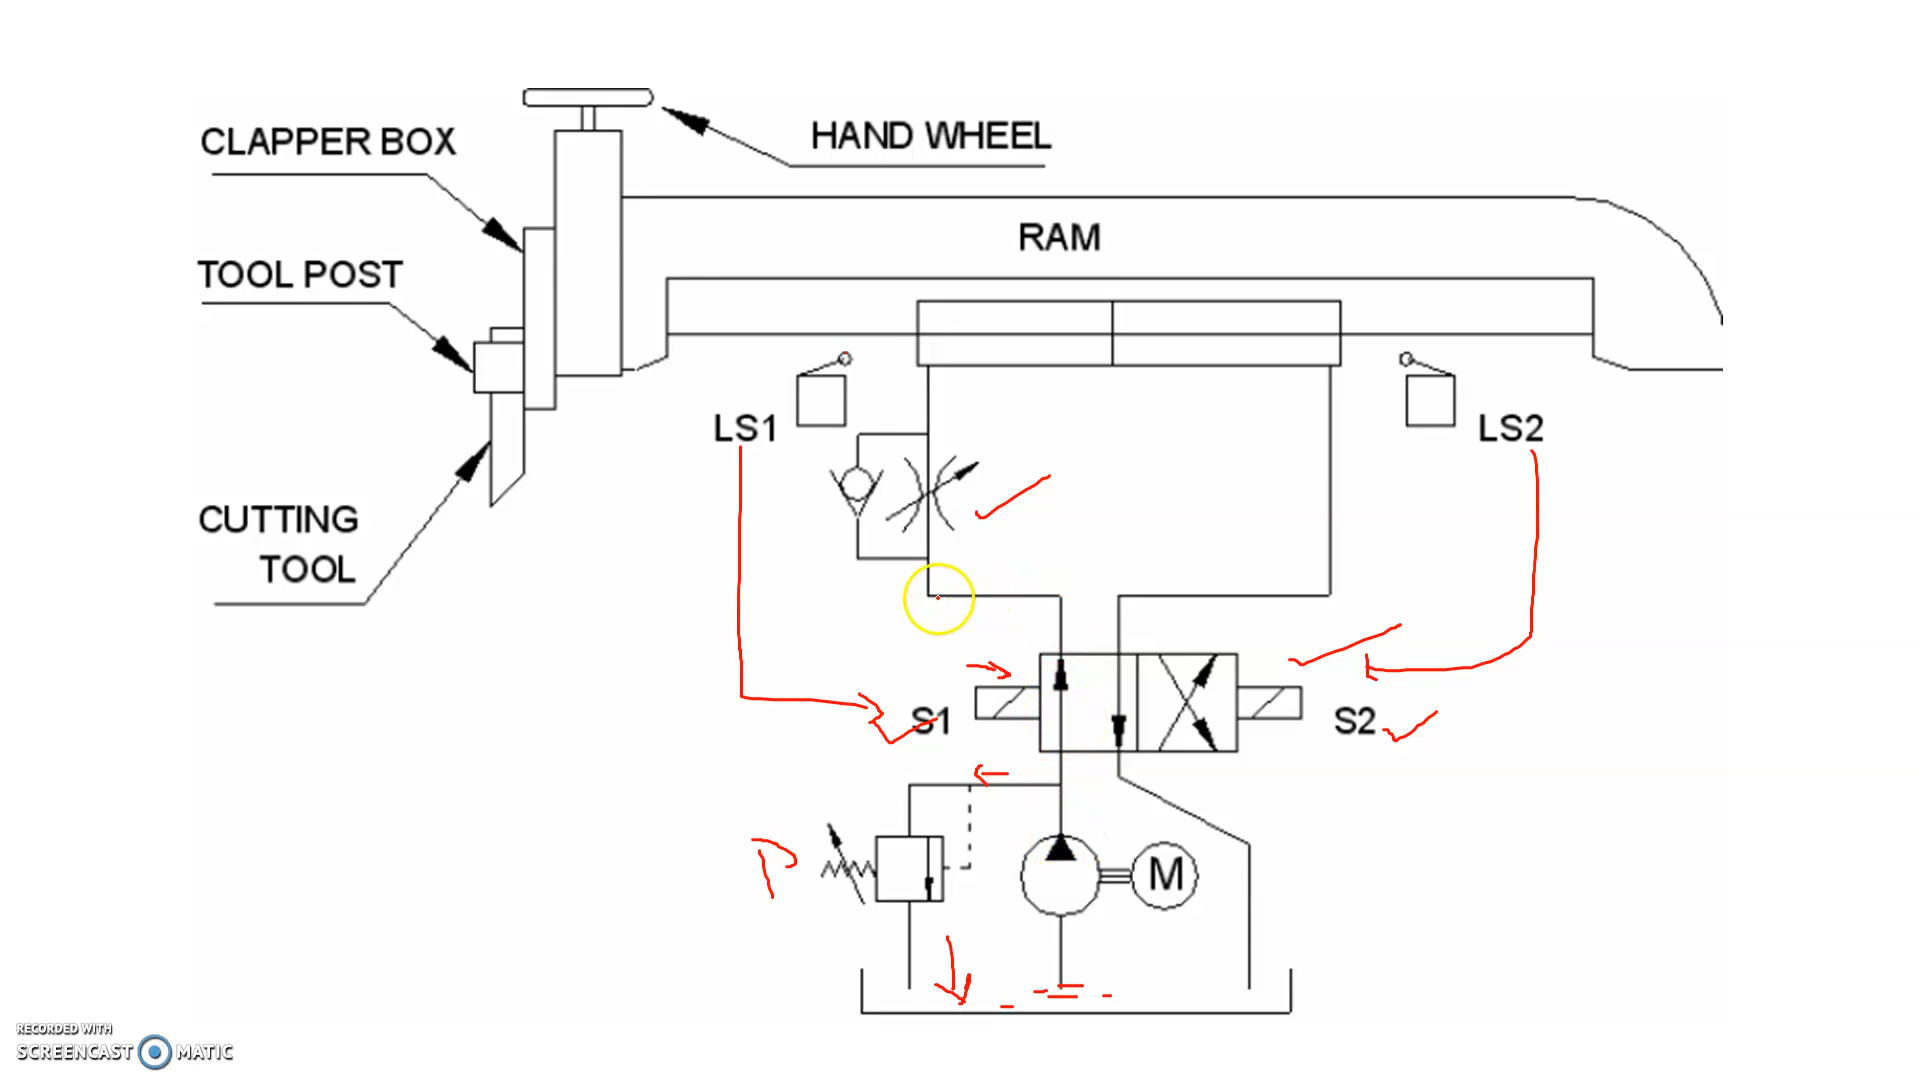 HAND WHEEL
CLAPPER BOX
RAM
TOOL POST
LS1
LS2
CUTTING
TOOL
S1
S2
P
M
RECORDED WITH
SCREENCAST MATIC